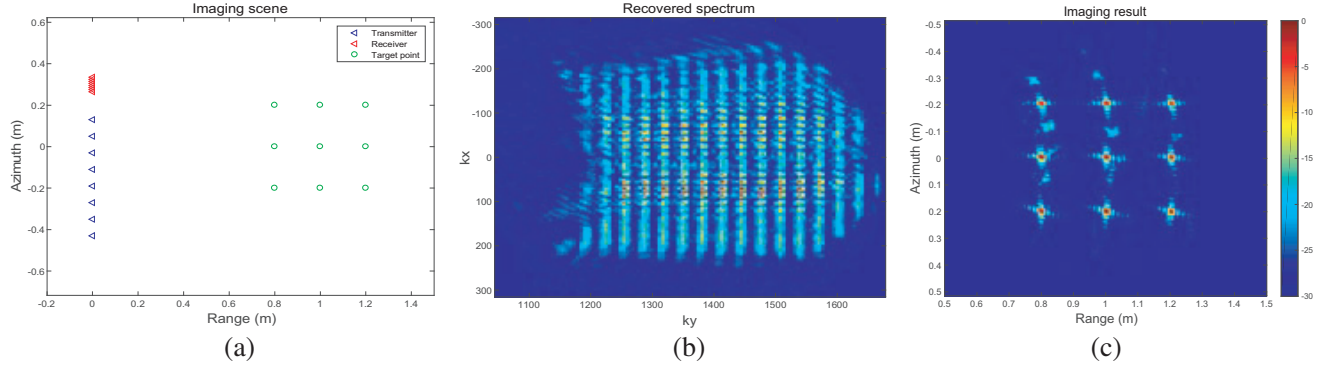 Imaging scene
Transmitter
Receiver
Target point
0.6
0.4
0.2
0
-0.2
-0.4
-0.6
Azimuth (m)
-0.2 0 0.2 0.4 0.6 0.8 1 1.2 1.4
Range (m)
(a)
Recovered spectrum
-300
-200
-100
0
100
200
300
kx
1100 1200 1300 1400 1500 1600
ky
(b)
Imaging result
-0.5
-0.4
-0.3
-0.2
-0.1
0
0.1
0.2
0.3
0.4
0.5
Azimuth (m)
0.5 0.6 0.7 0.8 0.9 1 1.1 1.2 1.3 1.4 1.5
Range (m)
0
-5
-10
-15
-20
-25
-30
(c)